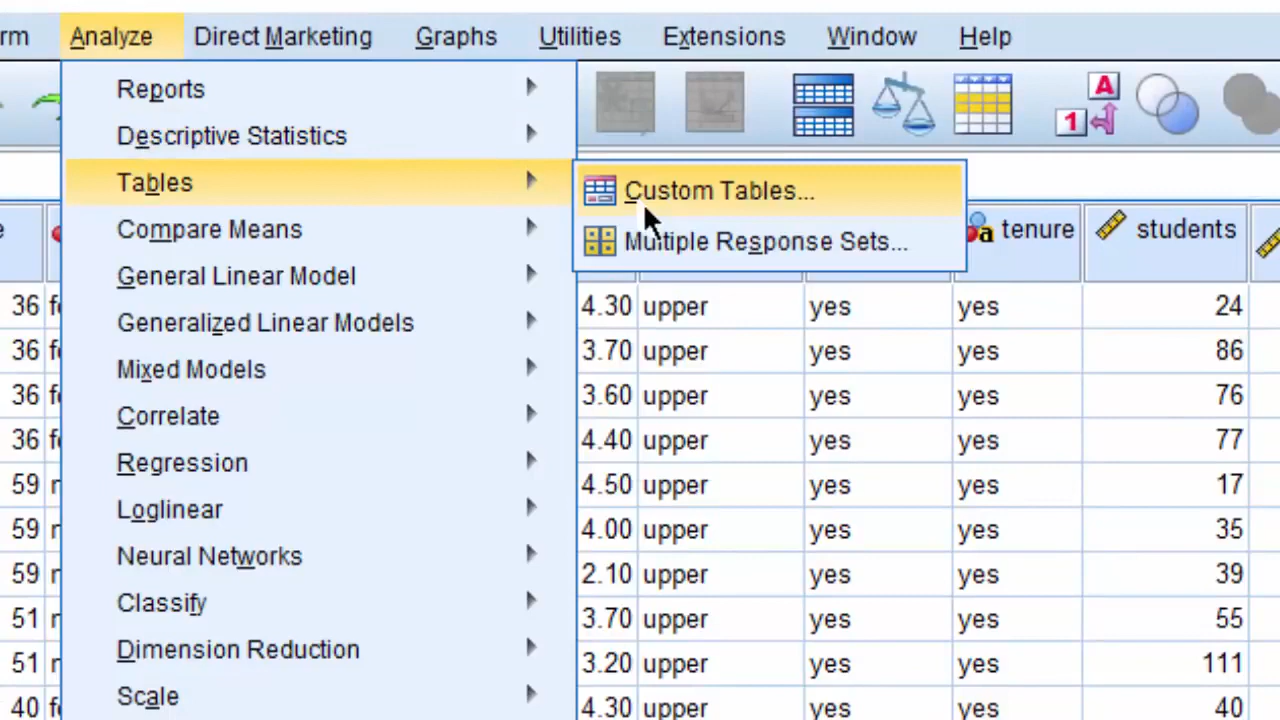 rm Analyze Direct Marketing Graphs Utilities Extensions Window Help
A
1
Reports
Descriptive Statistics
Tables
Custom Tables...
Multiple Response Sets...
Compare Means
General Linear Model
Generalized Linear Models
Mixed Models
Correlate
Regression
Loglinear
Neural Networks
Classify
Dimension Reduction
Scale
e a tenure students
36 4.30 upper yes yes 24
36 3.70 upper yes yes 86
36 3.60 upper yes yes 76
36 4.40 upper yes yes 77
59 4.50 upper yes yes 17
59 4.00 upper yes yes 35
59 2.10 upper yes yes 39
51 3.70 upper yes yes 55
51 3.20 upper yes yes 111
40 4.30 upper yes yes 40